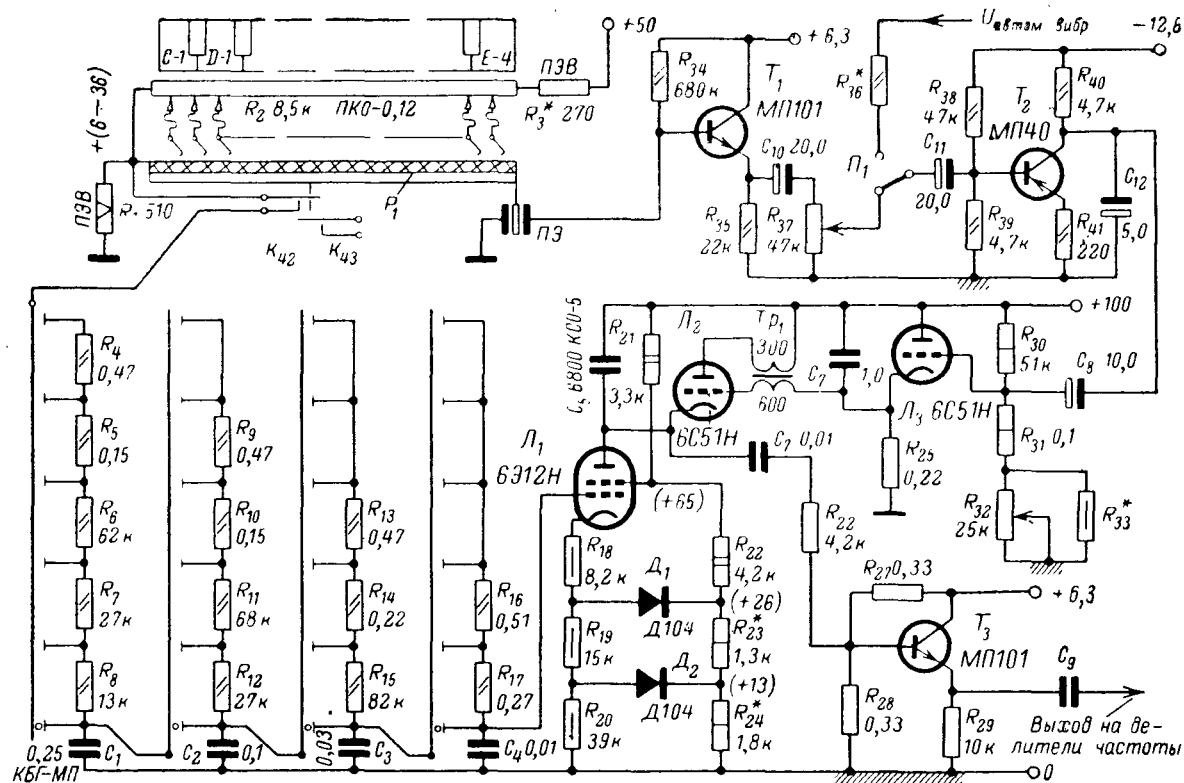 C-1 D-1 E-4
+50
ПЭВ
R₃* 270
R₂ 8,5к ПКО-0,12
+(6-36)
ПЭВ
510
P₁
ПЭ
K₄₂
K₄₃
R₃₄
680к
+6,3
T₁
МП101
C₁₀ 20,0
R₃₅
22к
R₃₇
47к
Uавтом вибр
R₃₆*
П₁
C₁₁
20,0
-12,6
R₃₈
47к
T₂
МП40
R₄₀
4,7к
R₃₉
4,7к
R₄₁
220
C₁₂
5,0
R₄
0,47
R₅
0,15
R₆
62к
R₇
27к
R₈
13к
0,25
КБГ-МП
C₁
R₉
0,47
R₁₀
0,15
R₁₁
68к
R₁₂
27к
C₂
0,1
R₁₃
0,47
R₁₄
0,22
R₁₅
82к
0,03
C₃
R₁₆
0,51
R₁₇
0,27
C₄ 0,01
6800 КСО-5
R₂₁
3,3к
Л₁
6Э12Н
Л₂
6С51Н
Тр₁
300
600
C₇
1,0
Л₃ 6С51Н
+100
R₃₀
51к
C₈ 10,0
R₃₁ 0,1
R₃₂
25к
R₃₃*
R₂₅
0,22
C₇ 0,01
(+65)
R₂₂
4,2к
R₁₈
8,2к
Д₁
Д104
R₂₂
4,2к
(+26)
R₁₉
15к
R₂₃*
1,3к
Д₂
Д104
(+13)
R₂₀
39к
R₂₄*
1,8к
R₂₇ 0,33
+6,3
T₃
МП101
R₂₈
0,33
R₂₉
10к
C₉
Выход на де-
лители частоты
0